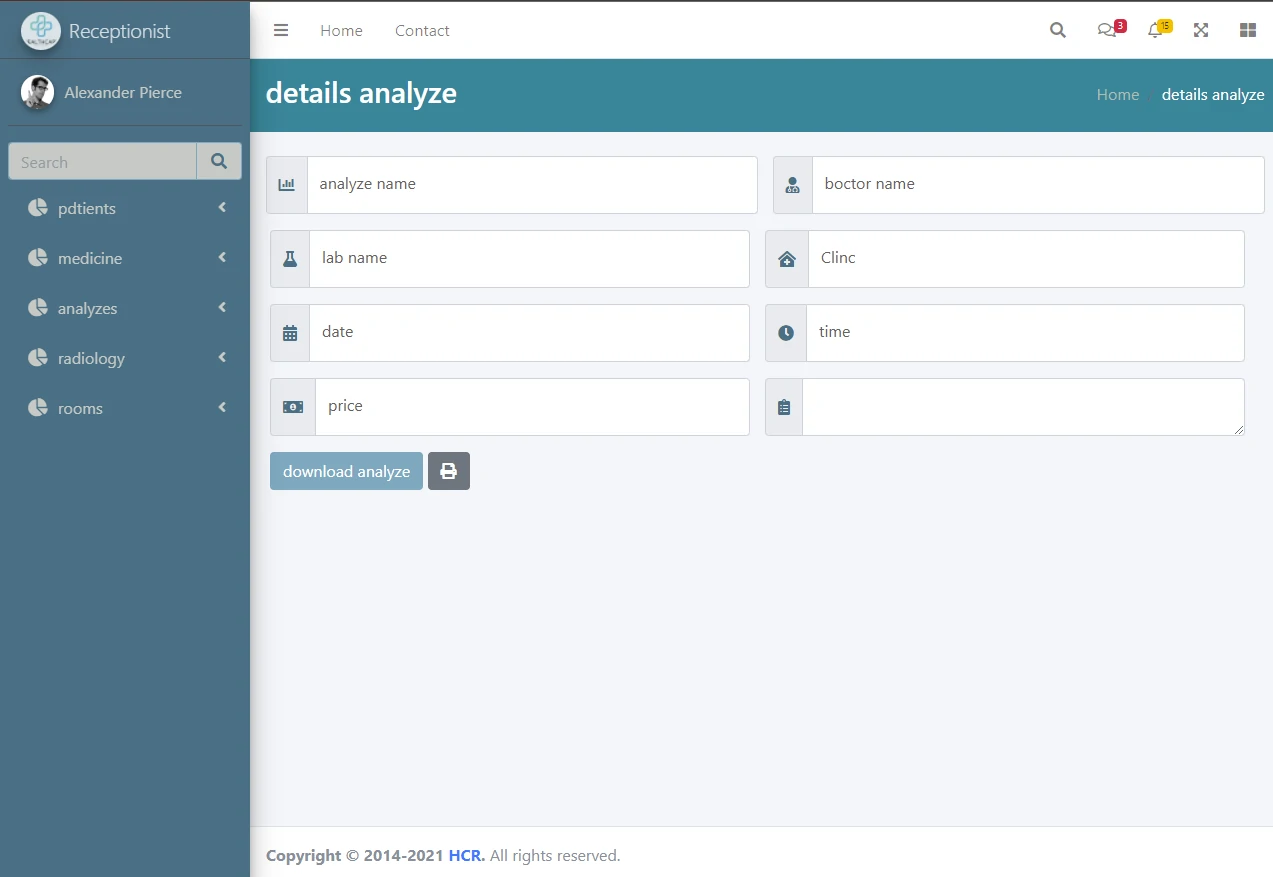 Receptionist
Home
Contact
3
15
Alexander Pierce
details analyze
Home
details analyze
Search
pdtients
medicine
analyzes
radiology
rooms
analyze name
boctor name
lab name
Clinc
date
time
price
download analyze
Copyright © 2014-2021 HCR. All rights reserved.